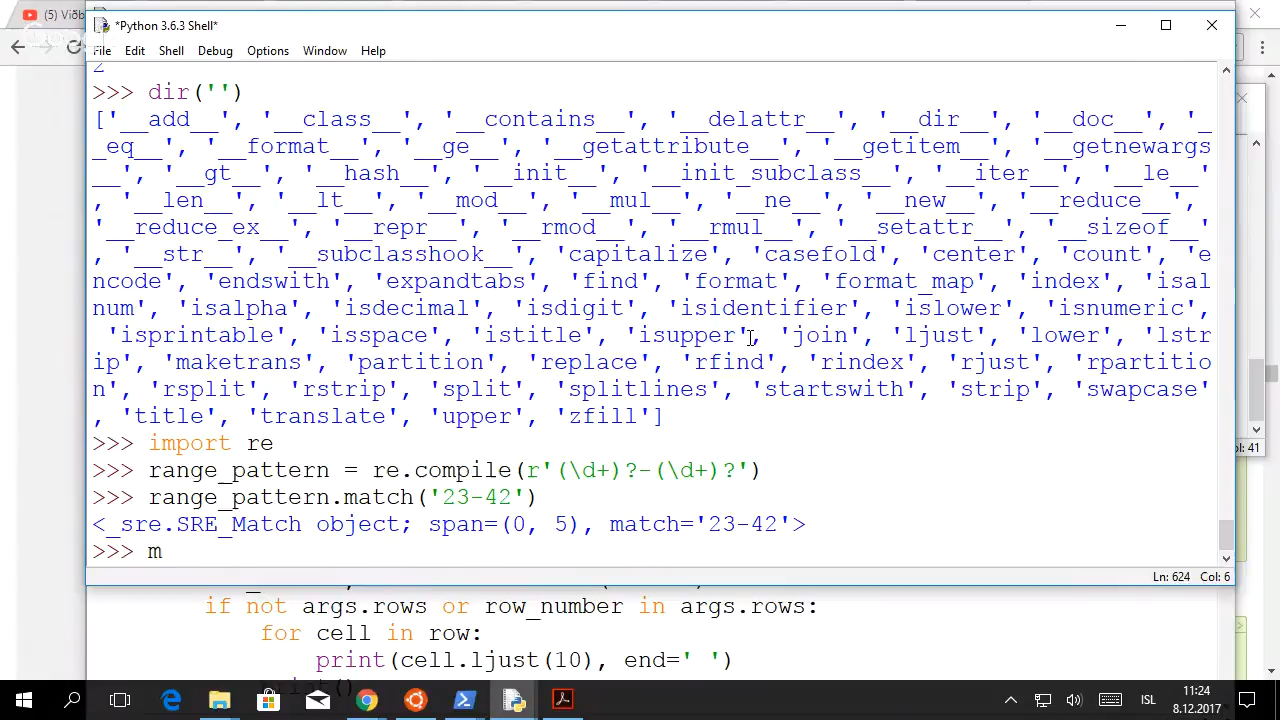 (5) Viðb
*Python 3.6.3 Shell*
File Edit Shell Debug Options Window Help
2
>>> dir('')
['__add__', '__class__', '__contains__', '__delattr__', '__dir__', '__doc__', '_
_eq__', '__format__', '__ge__', '__getattribute__', '__getitem__', '__getnewargs
__', '__gt__', '__hash__', '__init__', '__init_subclass__', '__iter__', '__le__'
, '__len__', '__lt__', '__mod__', '__mul__', '__ne__', '__new__', '__reduce__',
'__reduce_ex__', '__repr__', '__rmod__', '__rmul__', '__setattr__', '__sizeof__'
, '__str__', '__subclasshook__', 'capitalize', 'casefold', 'center', 'count', 'e
ncode', 'endswith', 'expandtabs', 'find', 'format', 'format_map', 'index', 'isal
num', 'isalpha', 'isdecimal', 'isdigit', 'isidentifier', 'islower', 'isnumeric',
'isprintable', 'isspace', 'istitle', 'isupper', 'join', 'ljust', 'lower', 'lstr
ip', 'maketrans', 'partition', 'replace', 'rfind', 'rindex', 'rjust', 'rpartitio
n', 'rsplit', 'rstrip', 'split', 'splitlines', 'startswith', 'strip', 'swapcase'
, 'title', 'translate', 'upper', 'zfill']
>>> import re
>>> range_pattern = re.compile(r'(\d+)?-(\d+)?')
>>> range_pattern.match('23-42')
<_sre.SRE_Match object; span=(0, 5), match='23-42'>
>>> m
Ln: 624 Col: 6
ol: 41
if not args.rows or row_number in args.rows:
for cell in row:
print(cell.ljust(10), end=' ')
print()
ÍSL
11:24
8.12.2017